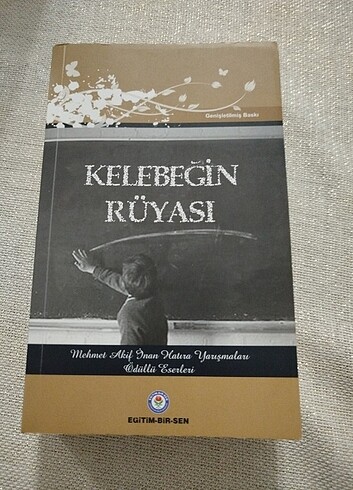 Genişletilmiş Baskı
KELEBEĞİN
RÜYASI
Mehmet Akif İnan Hatıra Yarışmaları
Ödüllü Eserleri
EĞİTİM-BİR-SEN